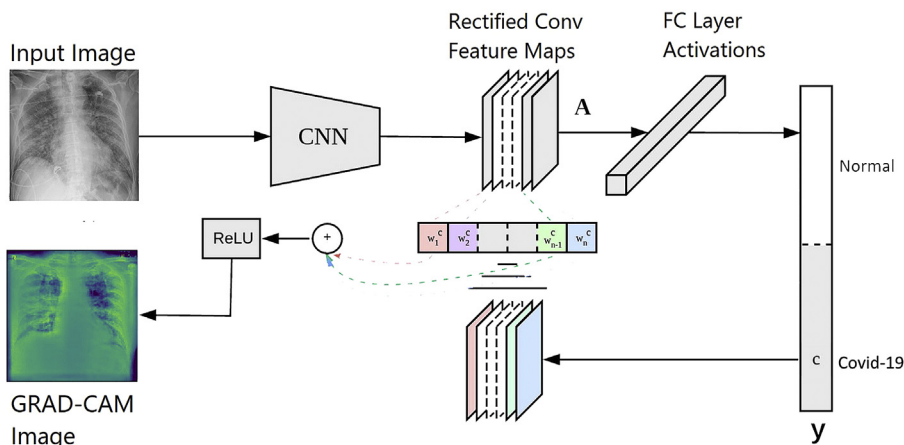 Input Image
Rectified Conv
Feature Maps
FC Layer
Activations
CNN
A
Normal
ReLU
+
w₁ᶜ w₂ᶜ wₙ₋₁ᶜ wₙᶜ
c
Covid-19
GRAD-CAM
Image
y